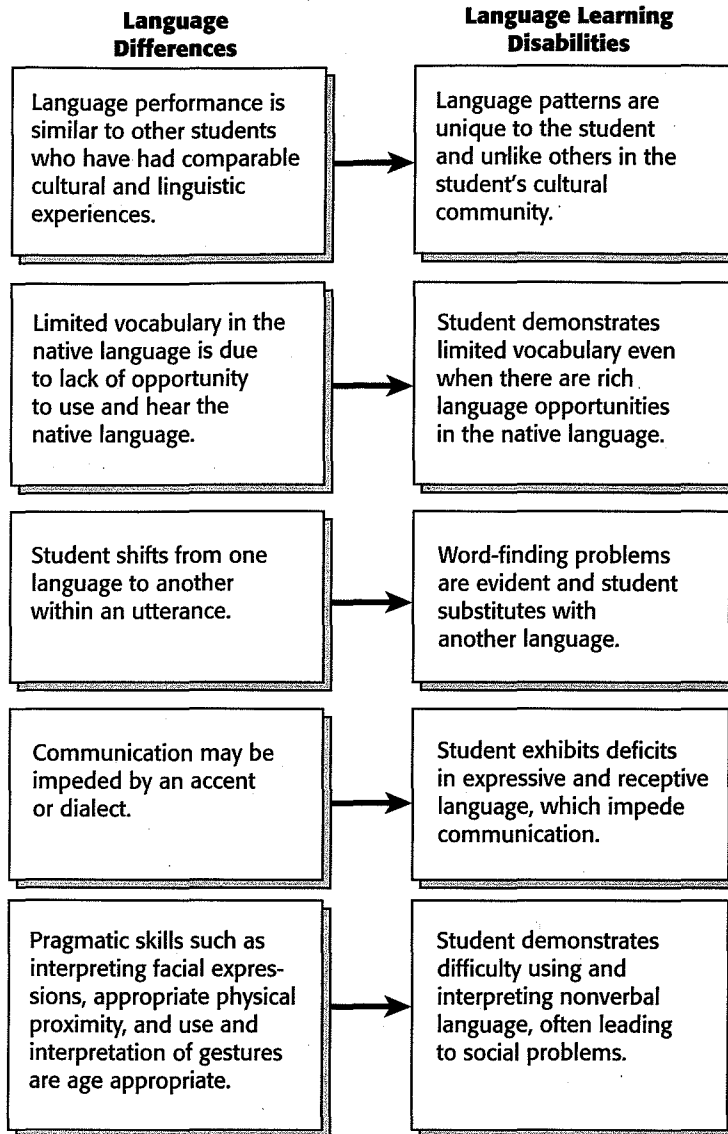 Language
Differences
Language Learning
Disabilities
Language performance is
similar to other students
who have had comparable
cultural and linguistic
experiences.
Language patterns are
unique to the student
and unlike others in the
student's cultural
community.
Limited vocabulary in the
native language is due
to lack of opportunity
to use and hear the
native language.
Student demonstrates
limited vocabulary even
when there are rich
language opportunities
in the native language.
Student shifts from one
language to another
within an utterance.
Word-finding problems
are evident and student
substitutes with
another language.
Communication may be
impeded by an accent
or dialect.
Student exhibits deficits
in expressive and receptive
language, which impede
communication.
Pragmatic skills such as
interpreting facial expres-
sions, appropriate physical
proximity, and use and
interpretation of gestures
are age appropriate.
Student demonstrates
difficulty using and
interpreting nonverbal
language, often leading
to social problems.